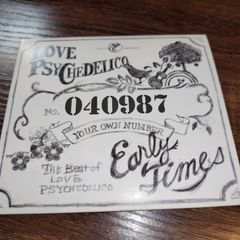 LOVE
PSYCHEDELICO
No.
040987
YOUR OWN NUMBER
Early
Times
The Best of
LOVE
PSYCHEDELICO